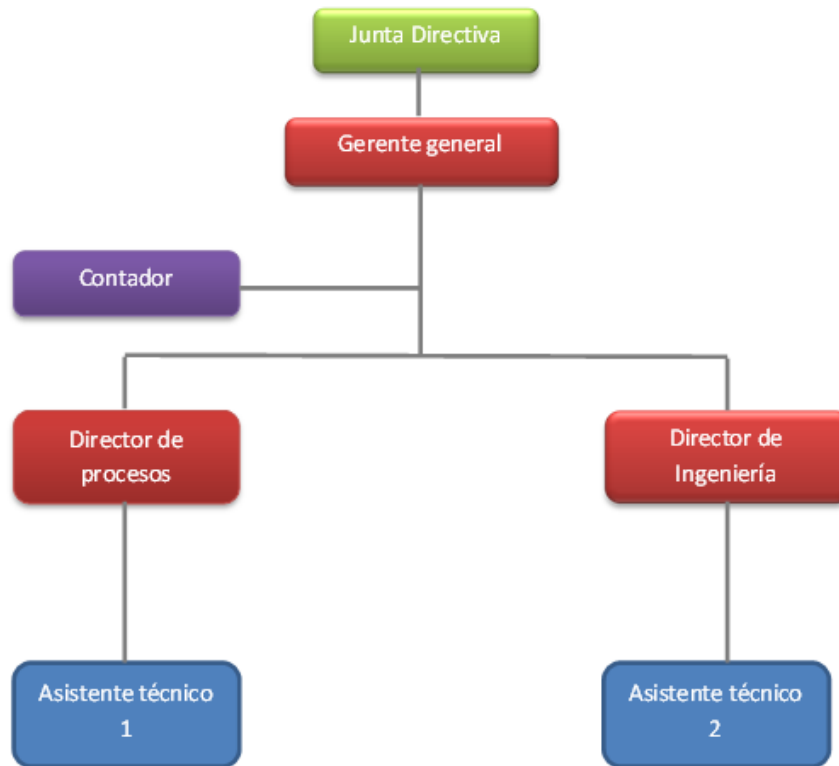 Junta Directiva
Gerente general
Contador
Director de
procesos
Director de
Ingeniería
Asistente técnico
1
Asistente técnico
2